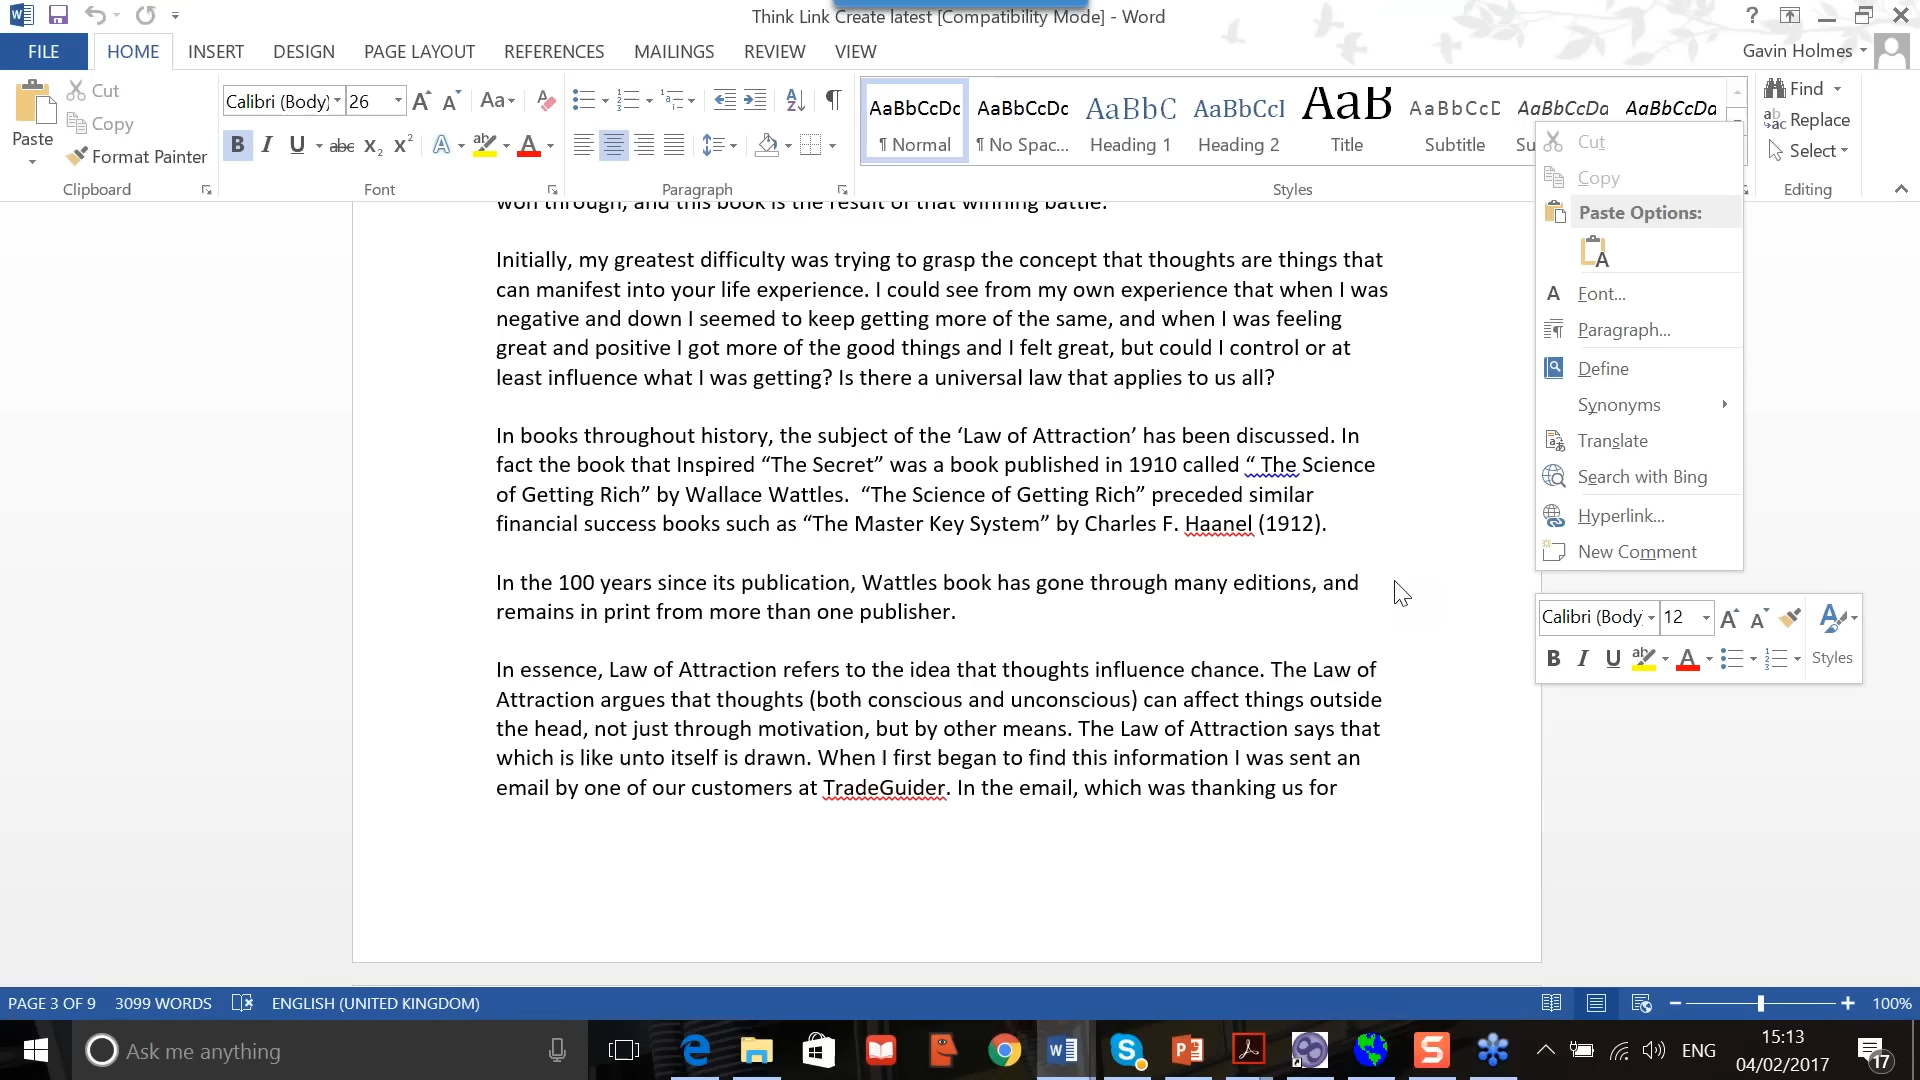 Think Link Create latest [Compatibility Mode] - Word
?
FILE HOME INSERT DESIGN PAGE LAYOUT REFERENCES MAILINGS REVIEW VIEW Gavin Holmes
Paste
Cut
Copy
Format Painter
Clipboard
Calibri (Body) 26
Font
Paragraph
AaBbCcDc ¶ Normal
AaBbCcDc ¶ No Spac...
AaBbC Heading 1
AaBbCcI Heading 2
AaB Title
AaBbCcD Subtitle
AaBbCcDa Su
AaBbCcDa
Styles
Find
Replace
Select
Editing
won through, and this book is the result of that winning battle.
Initially, my greatest difficulty was trying to grasp the concept that thoughts are things that
can manifest into your life experience. I could see from my own experience that when I was
negative and down I seemed to keep getting more of the same, and when I was feeling
great and positive I got more of the good things and I felt great, but could I control or at
least influence what I was getting? Is there a universal law that applies to us all?
In books throughout history, the subject of the ‘Law of Attraction’ has been discussed. In
fact the book that Inspired “The Secret” was a book published in 1910 called “ The Science
of Getting Rich” by Wallace Wattles.  “The Science of Getting Rich” preceded similar
financial success books such as “The Master Key System” by Charles F. Haanel (1912).
In the 100 years since its publication, Wattles book has gone through many editions, and
remains in print from more than one publisher.
In essence, Law of Attraction refers to the idea that thoughts influence chance. The Law of
Attraction argues that thoughts (both conscious and unconscious) can affect things outside
the head, not just through motivation, but by other means. The Law of Attraction says that
which is like unto itself is drawn. When I first began to find this information I was sent an
email by one of our customers at TradeGuider. In the email, which was thanking us for
Cut
Copy
Paste Options:
Font...
Paragraph...
Define
Synonyms
Translate
Search with Bing
Hyperlink...
New Comment
Calibri (Body 12
B I U Styles
PAGE 3 OF 9 3099 WORDS ENGLISH (UNITED KINGDOM) 100%
Ask me anything
ENG
15:13
04/02/2017
17